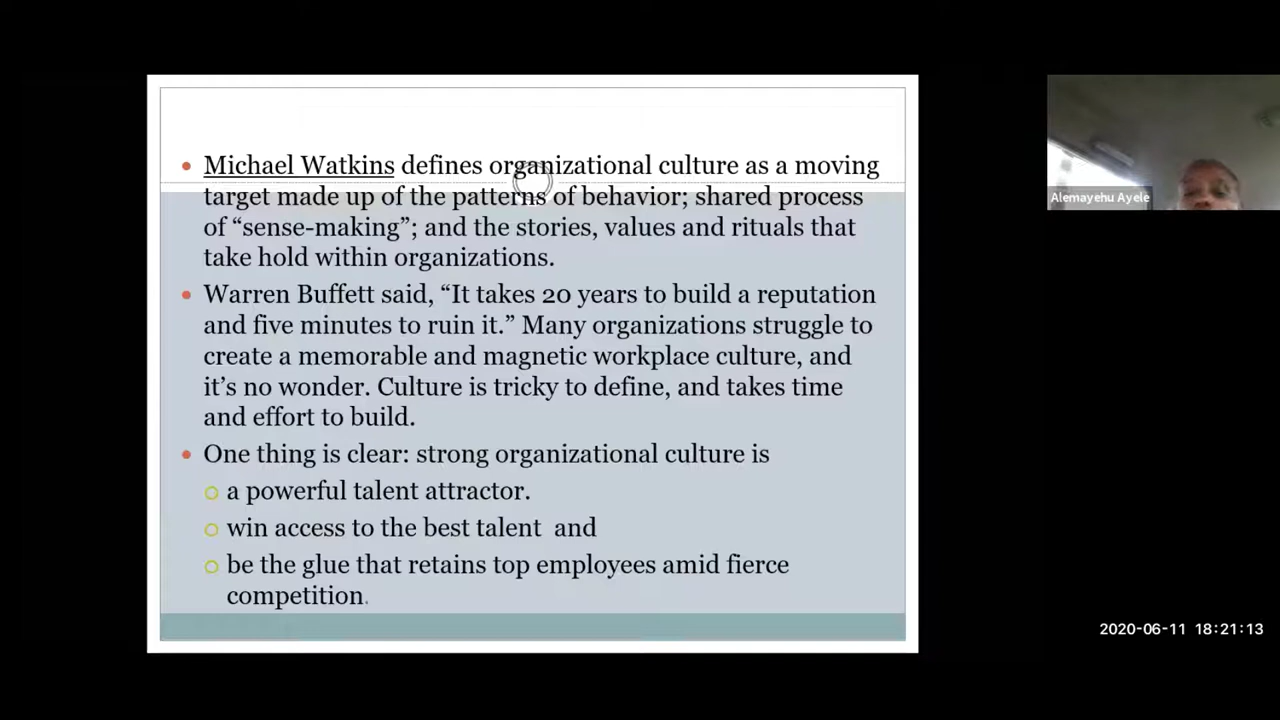 Michael Watkins defines organizational culture as a moving
target made up of the patterns of behavior; shared process
of “sense-making”; and the stories, values and rituals that
take hold within organizations.
Warren Buffett said, “It takes 20 years to build a reputation
and five minutes to ruin it.” Many organizations struggle to
create a memorable and magnetic workplace culture, and
it’s no wonder. Culture is tricky to define, and takes time
and effort to build.
One thing is clear: strong organizational culture is
a powerful talent attractor.
win access to the best talent  and
be the glue that retains top employees amid fierce
competition.
Alemayehu Ayele
2020-06-11 18:21:13